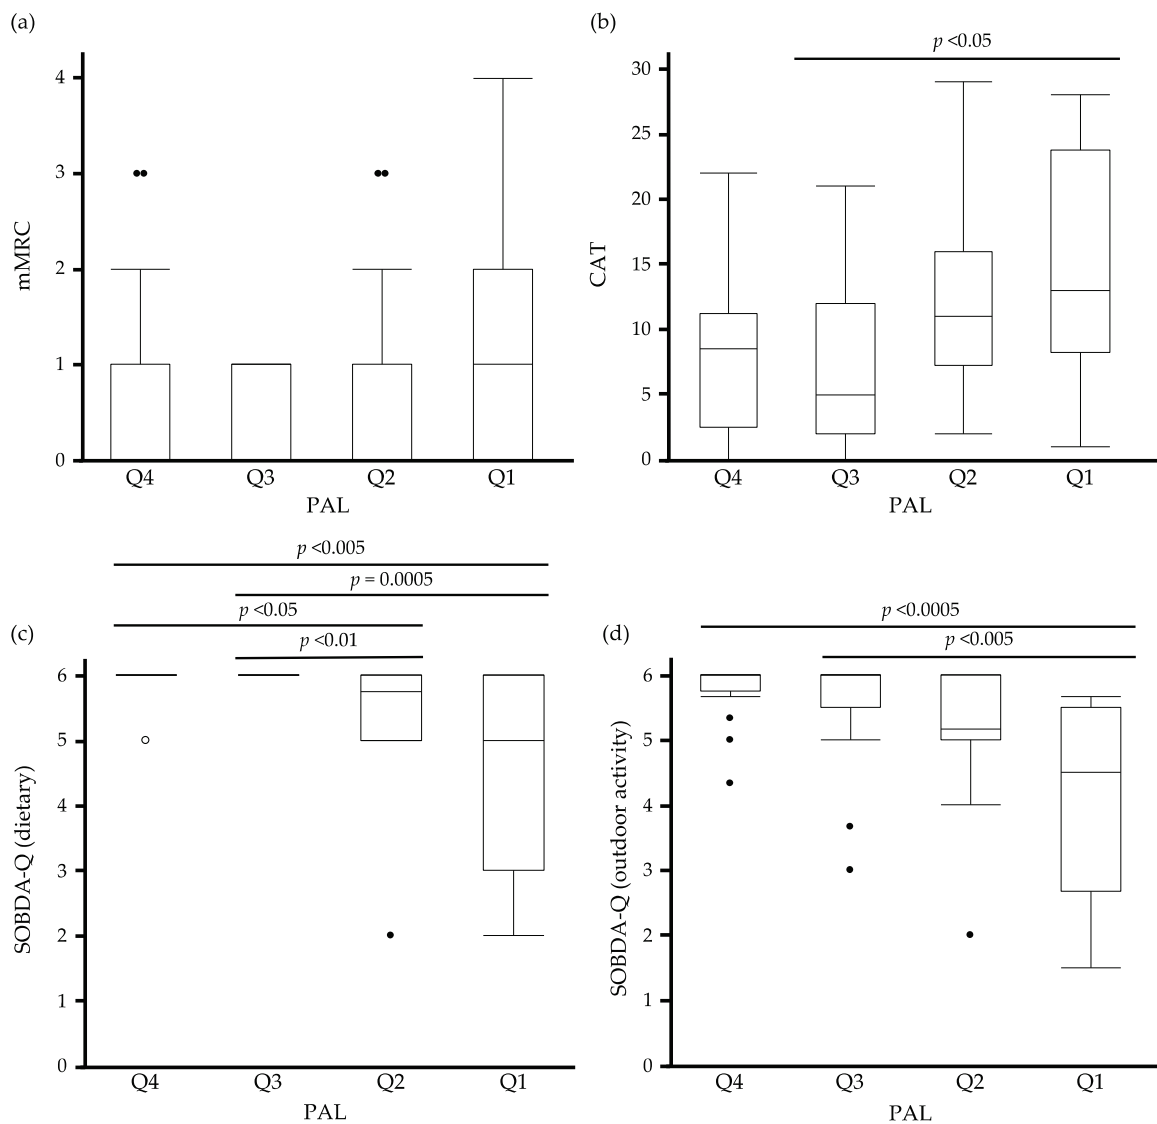 (a)
mMRC
4
3
2
1
0
Q4 Q3 Q2 Q1
PAL
(b)
p <0.05
CAT
30
25
20
15
10
5
0
Q4 Q3 Q2 Q1
PAL
(c)
p <0.005
p = 0.0005
p <0.05
p <0.01
SOBDA-Q (dietary)
6
5
4
3
2
1
0
Q4 Q3 Q2 Q1
PAL
(d)
p <0.0005
p <0.005
SOBDA-Q (outdoor activity)
6
5
4
3
2
1
0
Q4 Q3 Q2 Q1
PAL